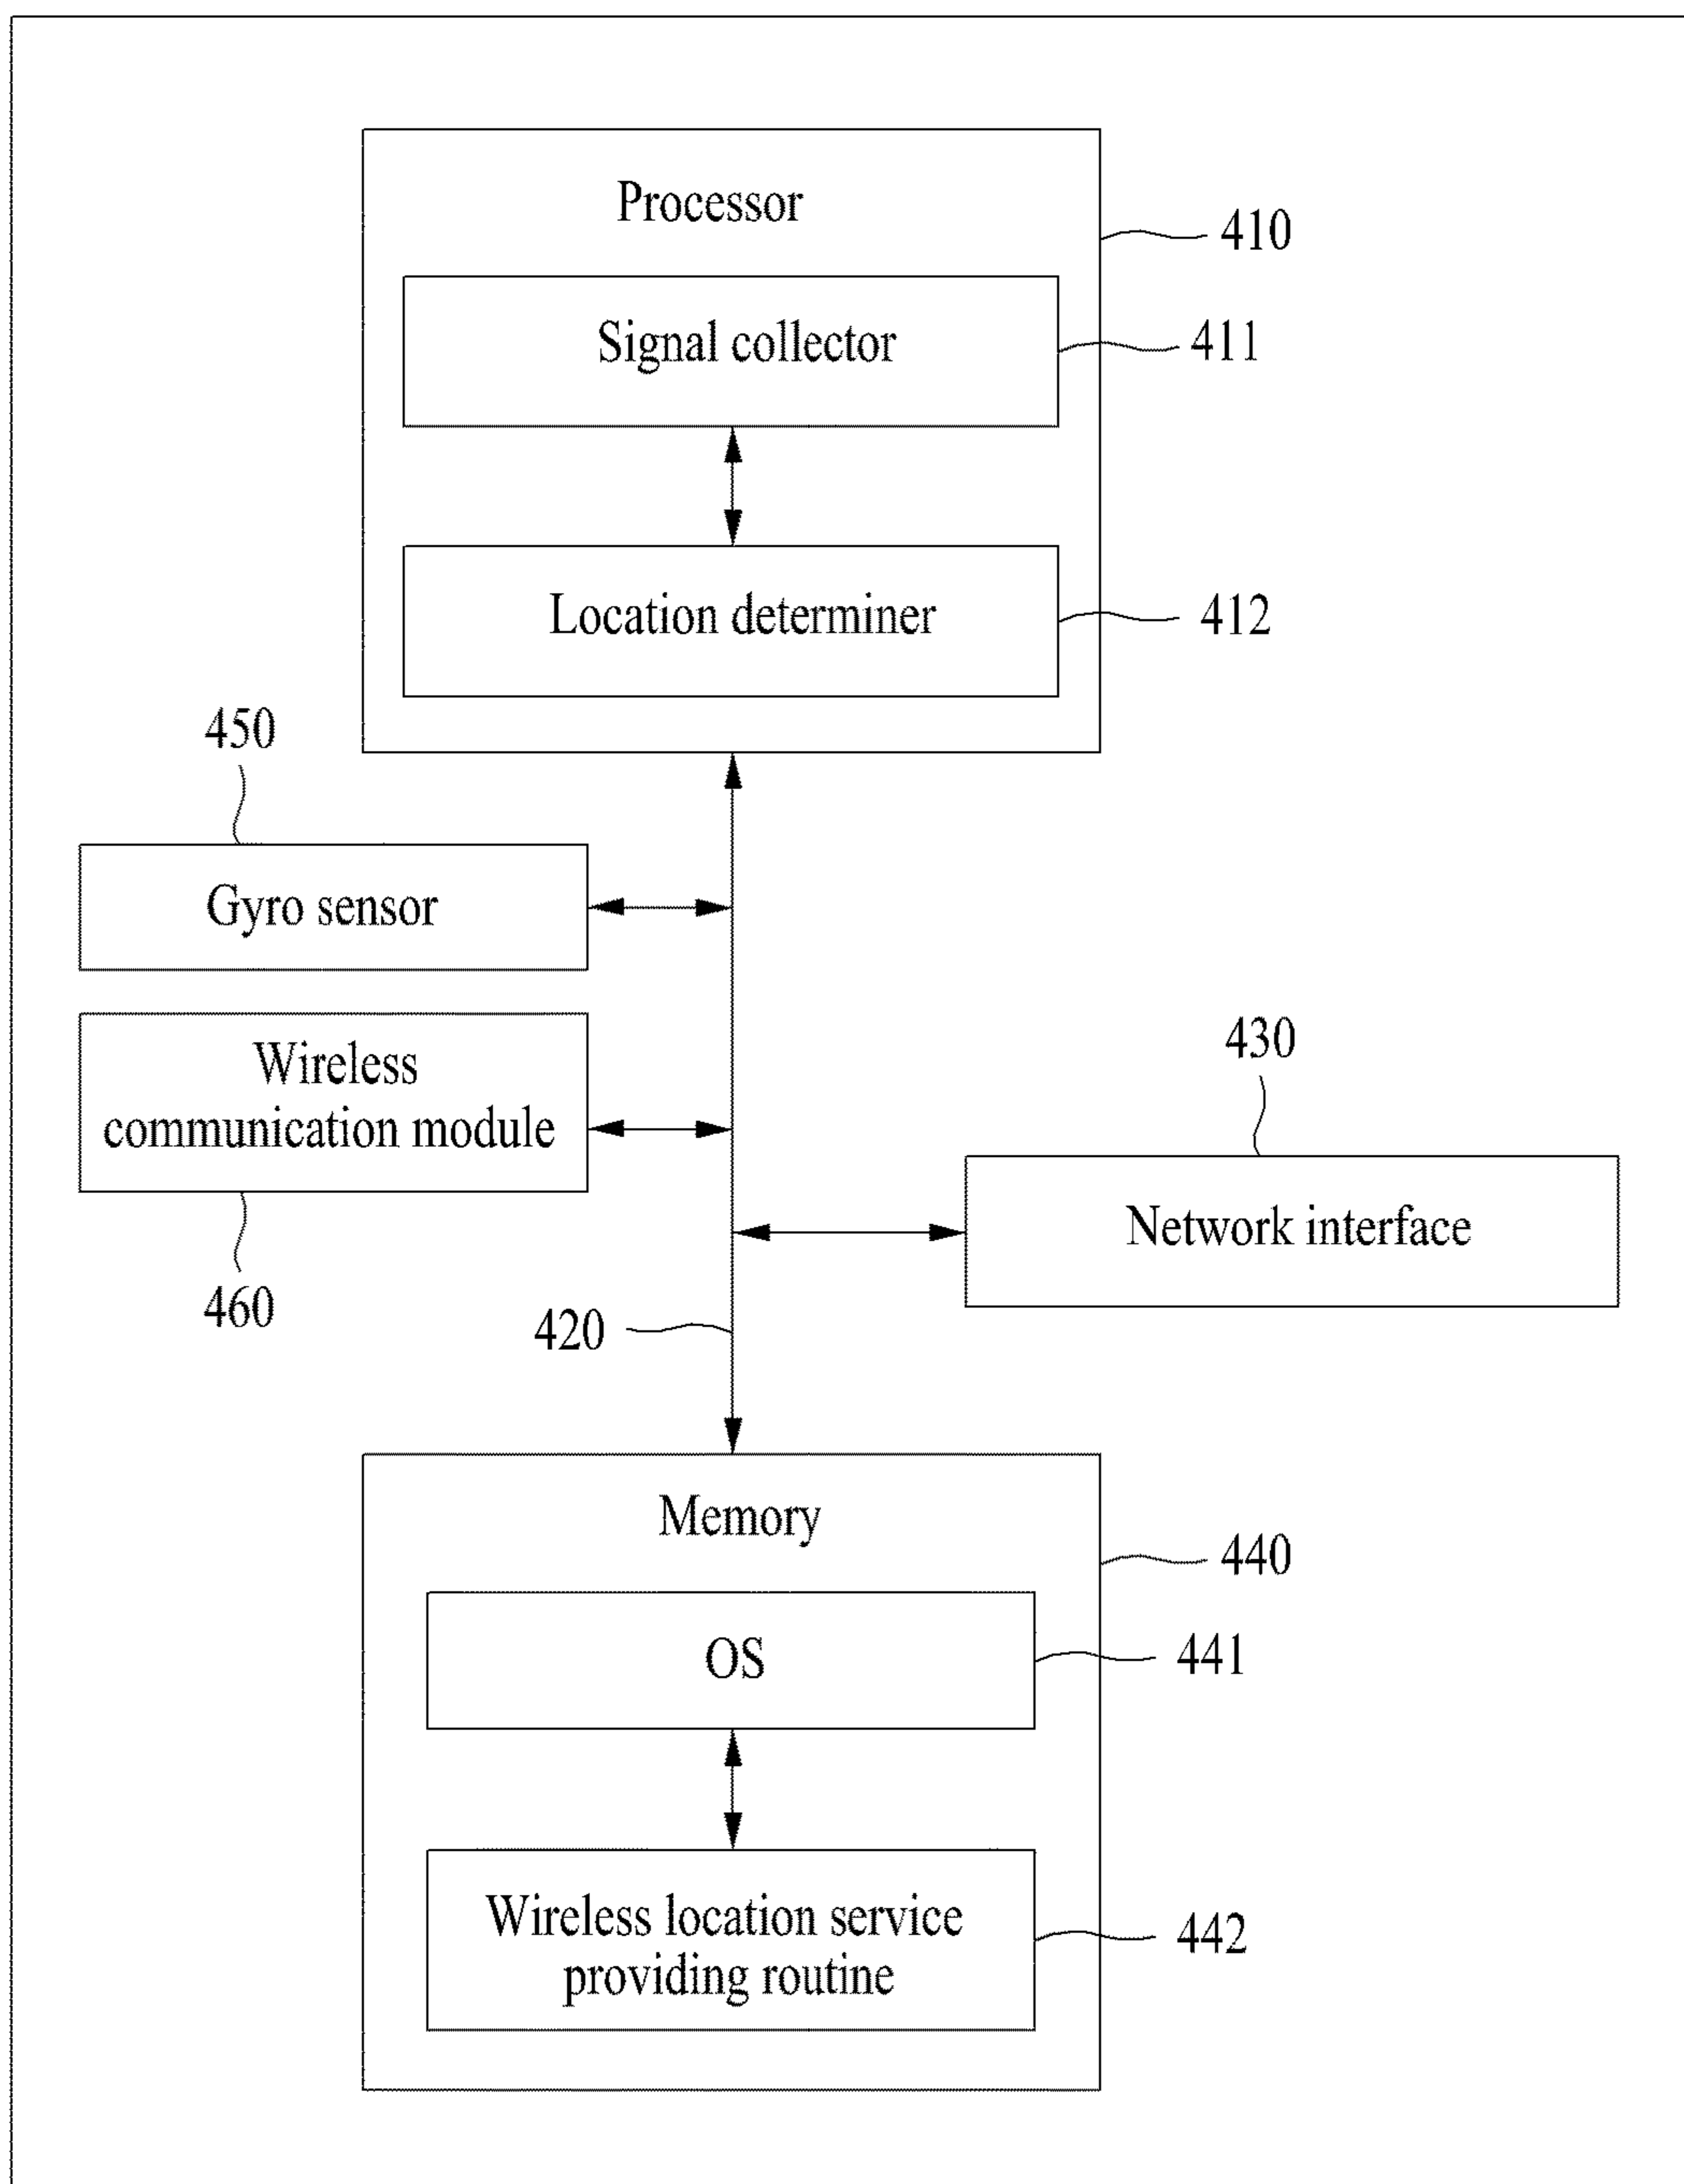 Processor
410
Signal collector
411
Location determiner
412
450
Gyro sensor
Wireless
communication module
460
430
Network interface
420
Memory
440
OS
441
Wireless location service
providing routine
442